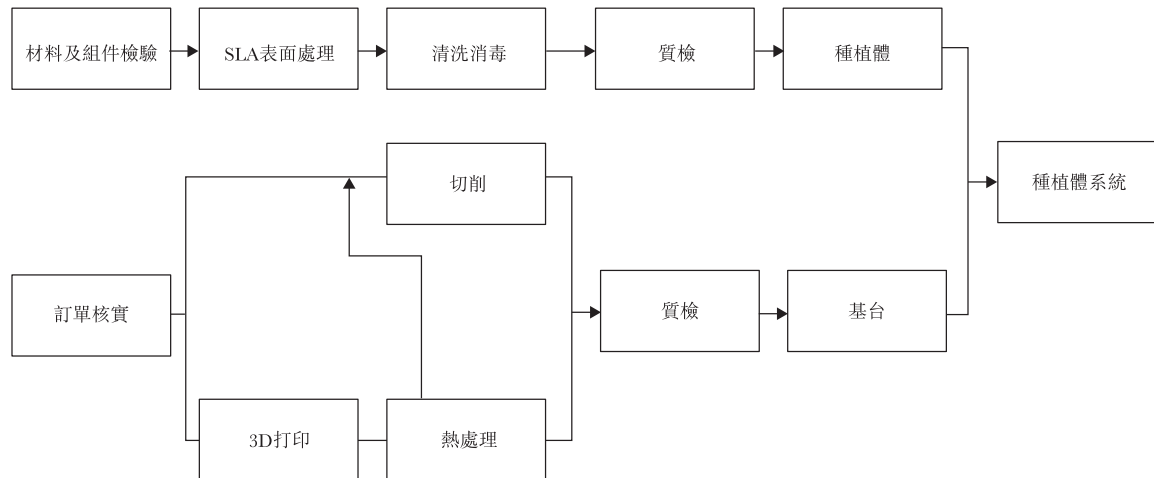 材料及組件檢驗
SLA表面處理
清洗消毒
质檢
種植體
切削
種植體系統
訂單核實
質檢
基台
3D打印
熱處理